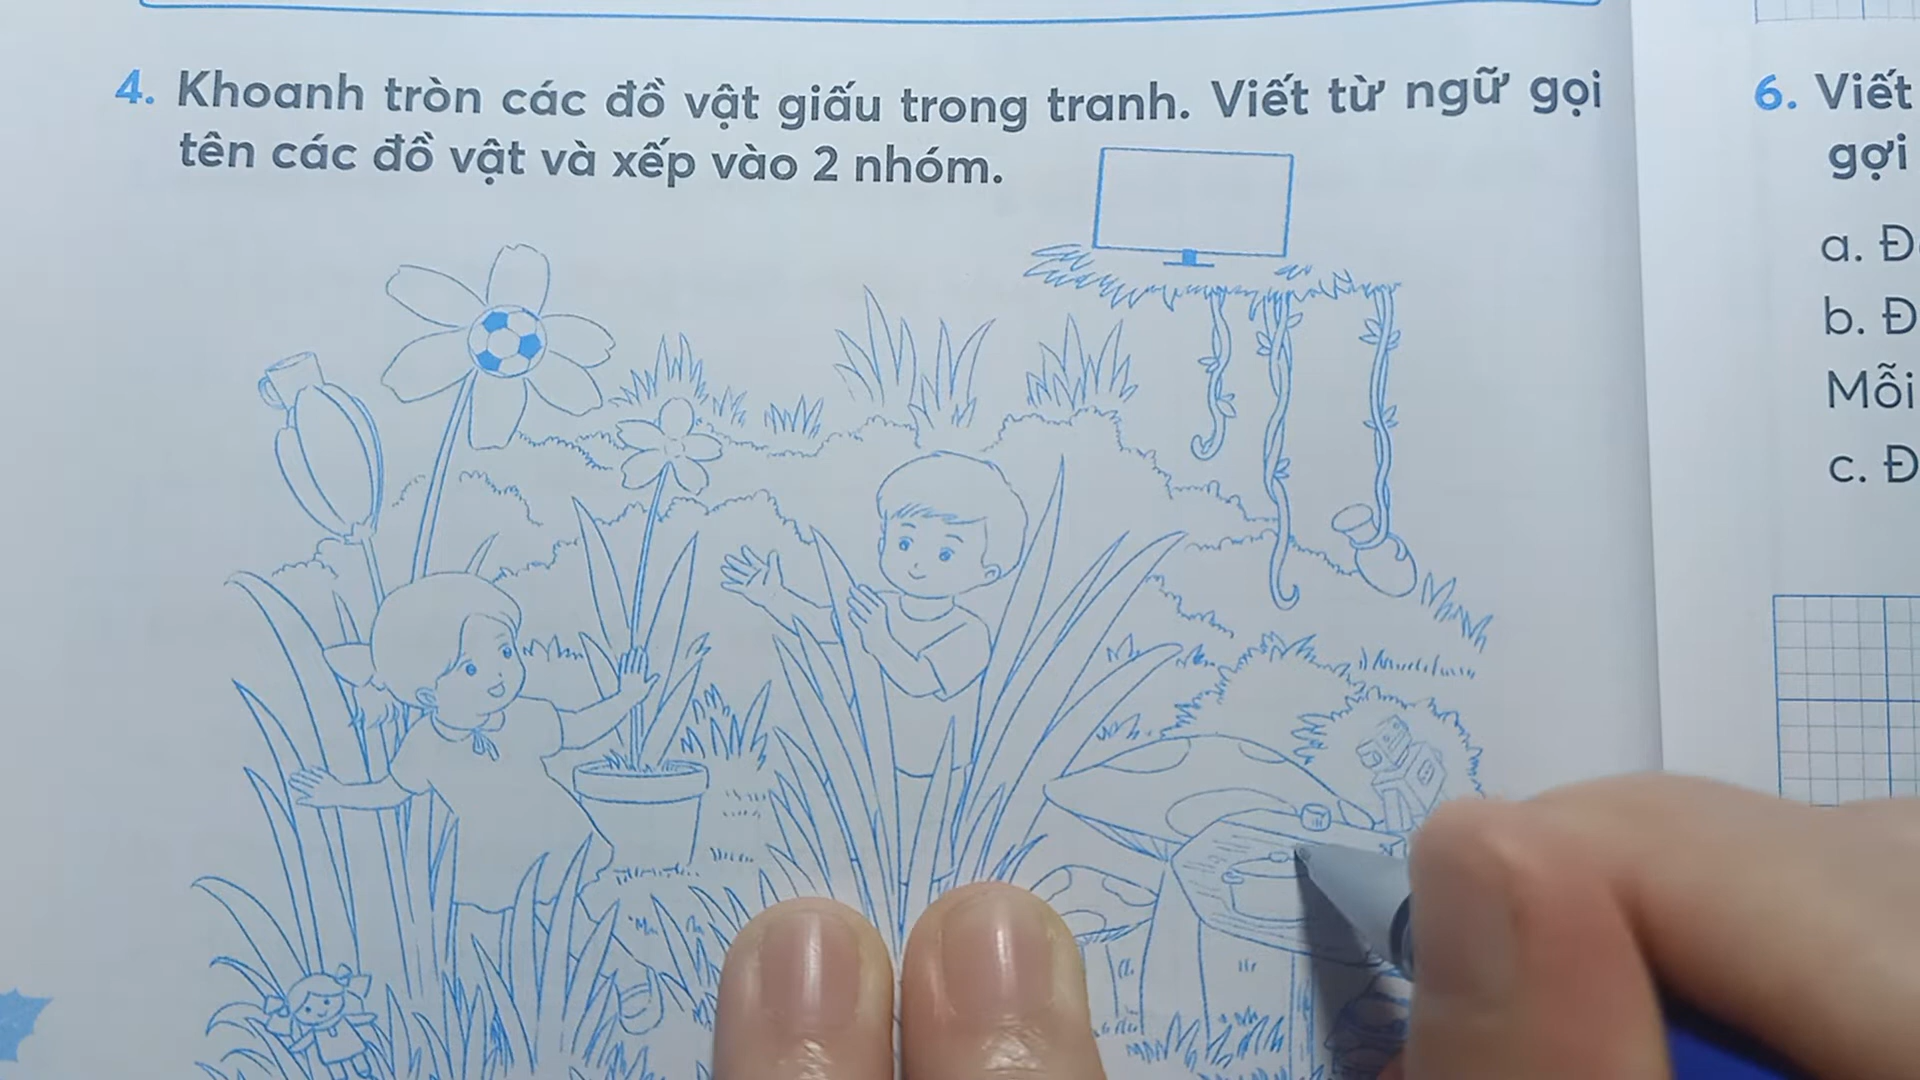 4. Khoanh tròn các đồ vật giấu trong tranh. Viết từ ngữ gọi
tên các đồ vật và xếp vào 2 nhóm.
6. Viết
gợi
a. Đ
b. Đ
Mỗi
c. Đ